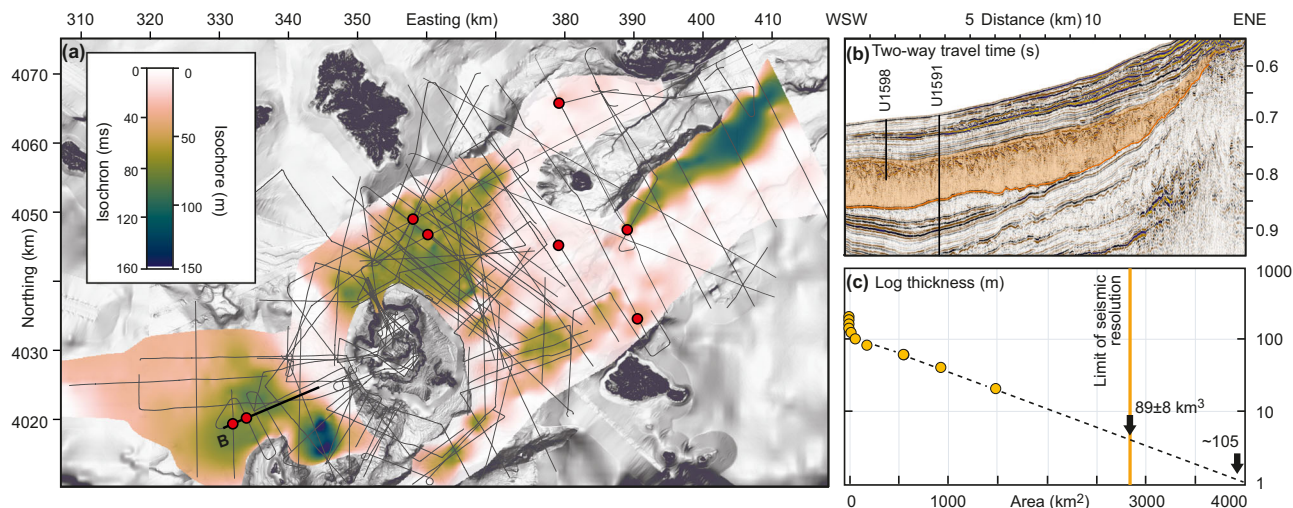 310 320 330 340 350 Easting (km) 380 390 400 410
WSW 5 Distance (km) 10 ENE
(a)
4070
4060
4050
4040
4030
4020
Northing (km)
0 0
40
50
80
100
120
160 150
Isochron (ms)
Isochore (m)
B
(b) Two-way travel time (s)
U1598
U1591
0.6
0.7
0.8
0.9
(c) Log thickness (m)
1000
100
10
1
Limit of seismic
resolution
89±8 km³
~105
0 1000 Area (km²) 3000 4000